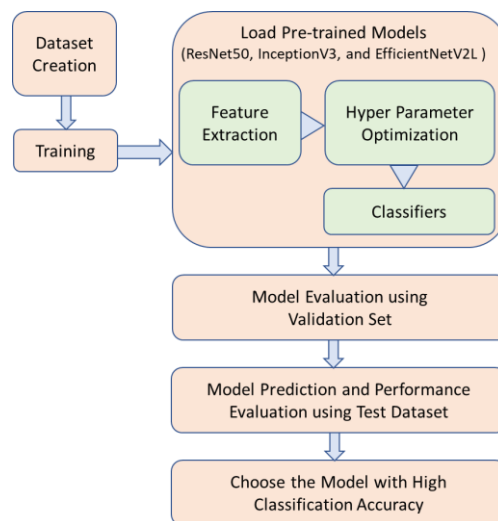 Dataset
Creation
Training
Load Pre-trained Models
(ResNet50, InceptionV3, and EfficientNetV2L )
Feature
Extraction
Hyper Parameter
Optimization
Classifiers
Model Evaluation using
Validation Set
Model Prediction and Performance
Evaluation using Test Dataset
Choose the Model with High
Classification Accuracy